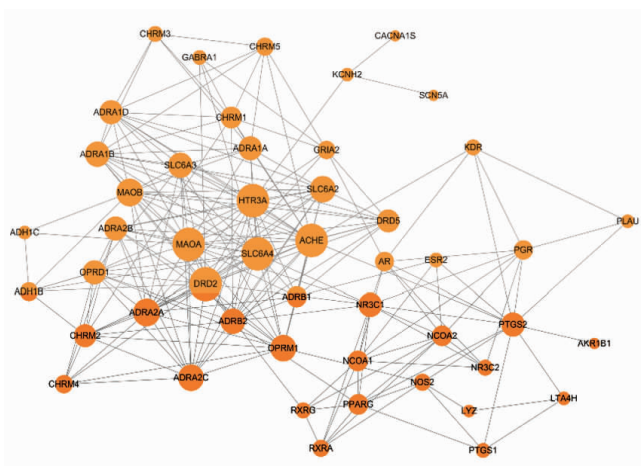 CACNA1S
CHRM3
CHRM5
GABRA1
KCNH2
SCN5A
ADRA1D
CHRM1
ADRA1A
GRIA2
KDR
ADRA1B
SLC6A3
MAOB
HTR3A
SLC6A2
DRD5
PLAU
ADH1C
ADRA2B
MAOA
SLC6A4
ACHE
PGR
AR
ESR2
OPRD1
DRD2
ADH1B
ADRA2A
ADRB2
ADRB1
NR3C1
PTGS2
CHRM2
OPRM1
NCOA2
AKR1B1
NCOA1
NR3C2
CHRM4
ADRA2C
NOS2
LTA4H
RXRG
PPARG
LYZ
RXRA
PTGS1